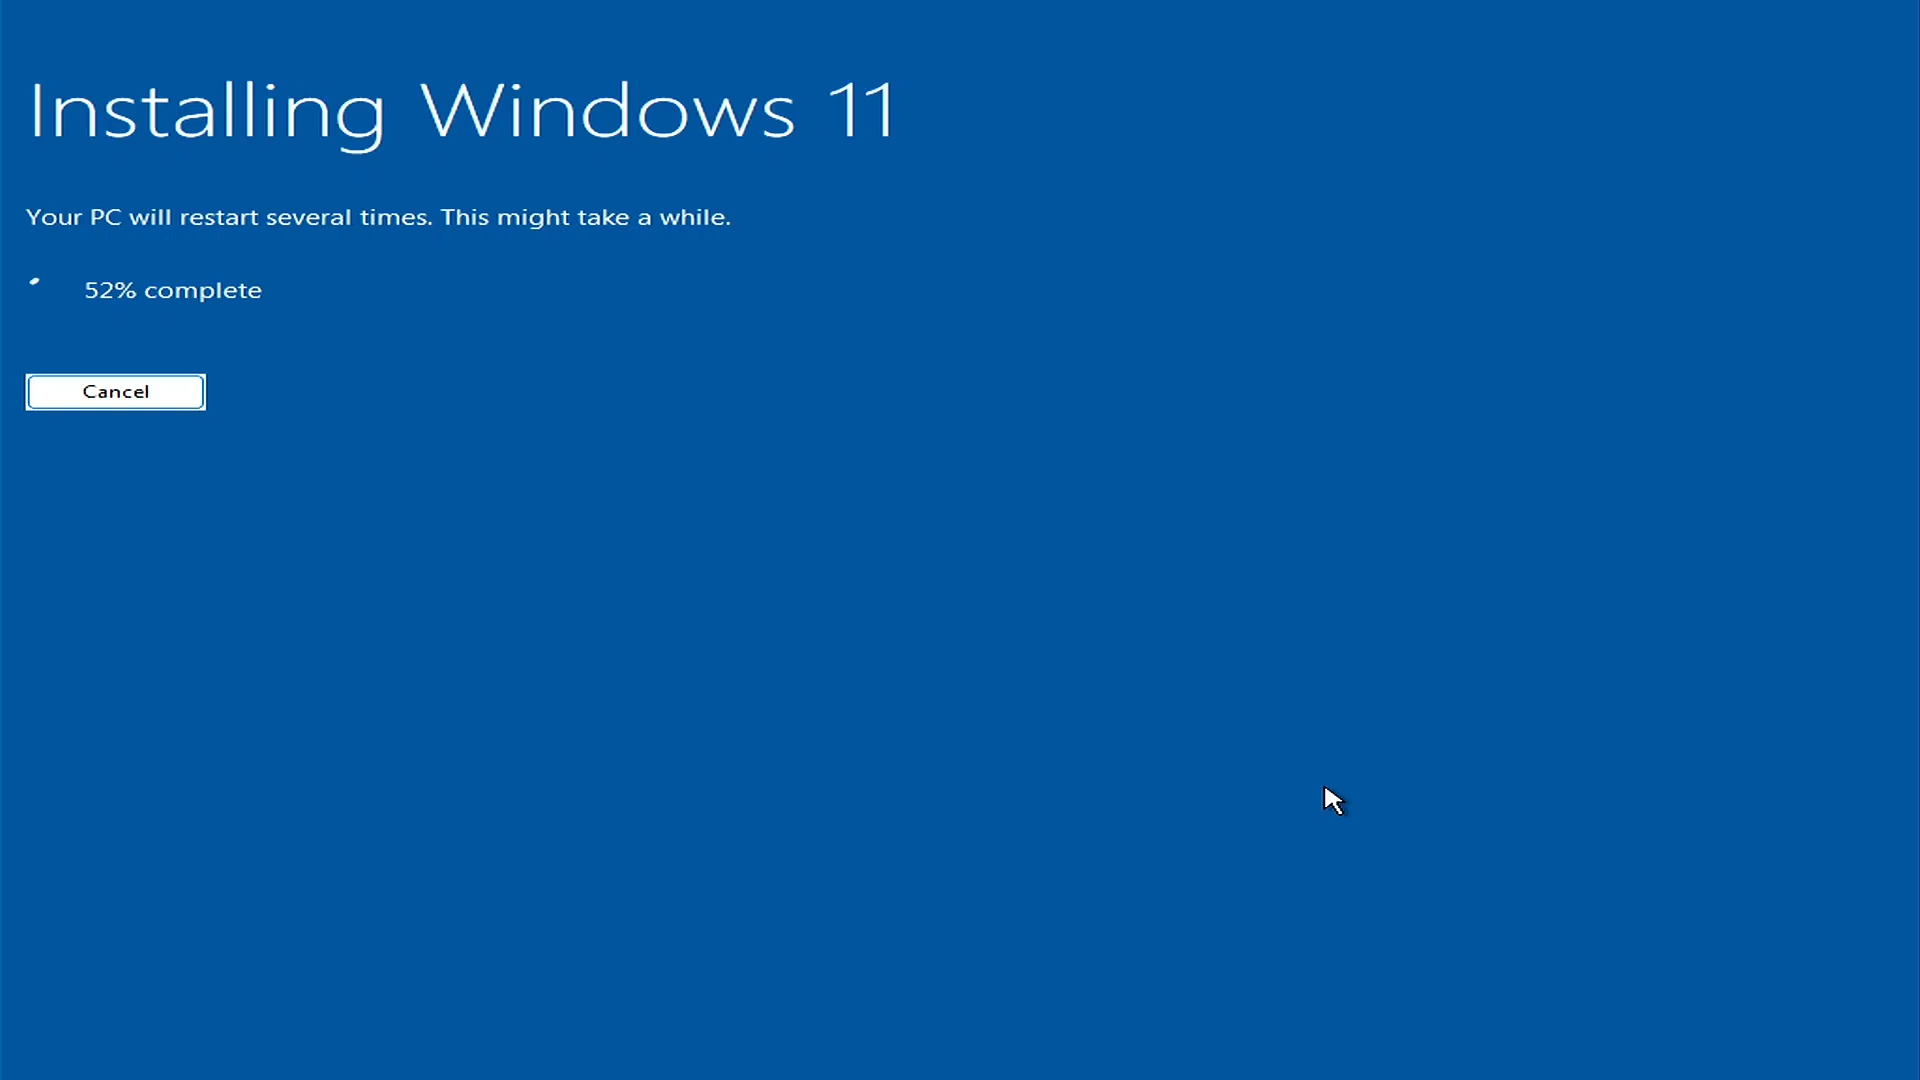 Installing Windows 11
Your PC will restart several times. This might take a while.
52% complete
Cancel